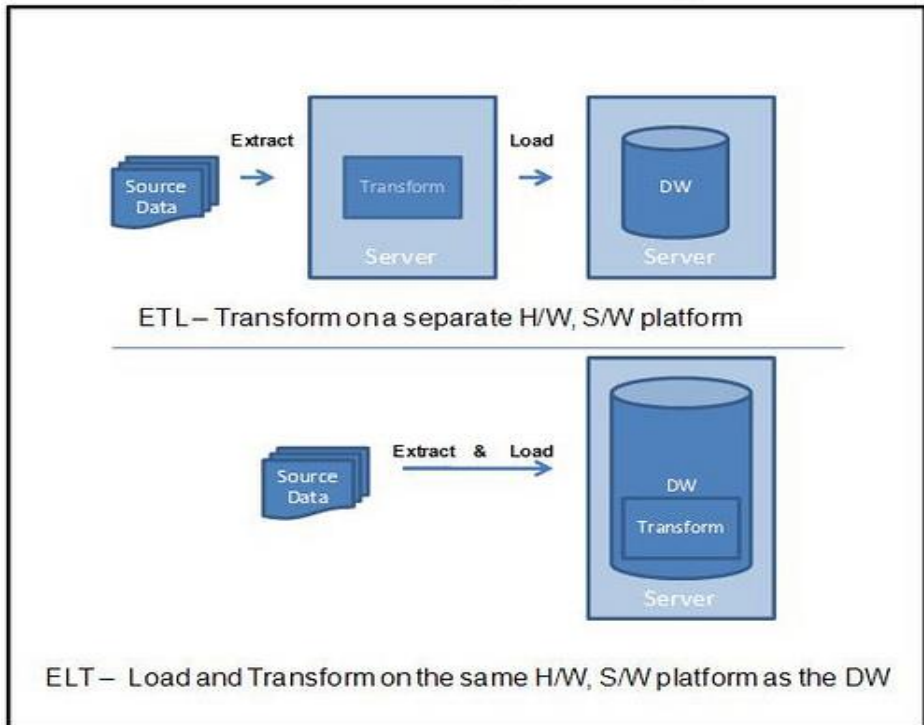 Extract
Load
Source
Data
Transform
DW
Server
Server
ETL – Transform on a separate H/W, S/W platform
Extract & Load
Source
Data
DW
Transform
Server
ELT – Load and Transform on the same H/W, S/W platform as the DW